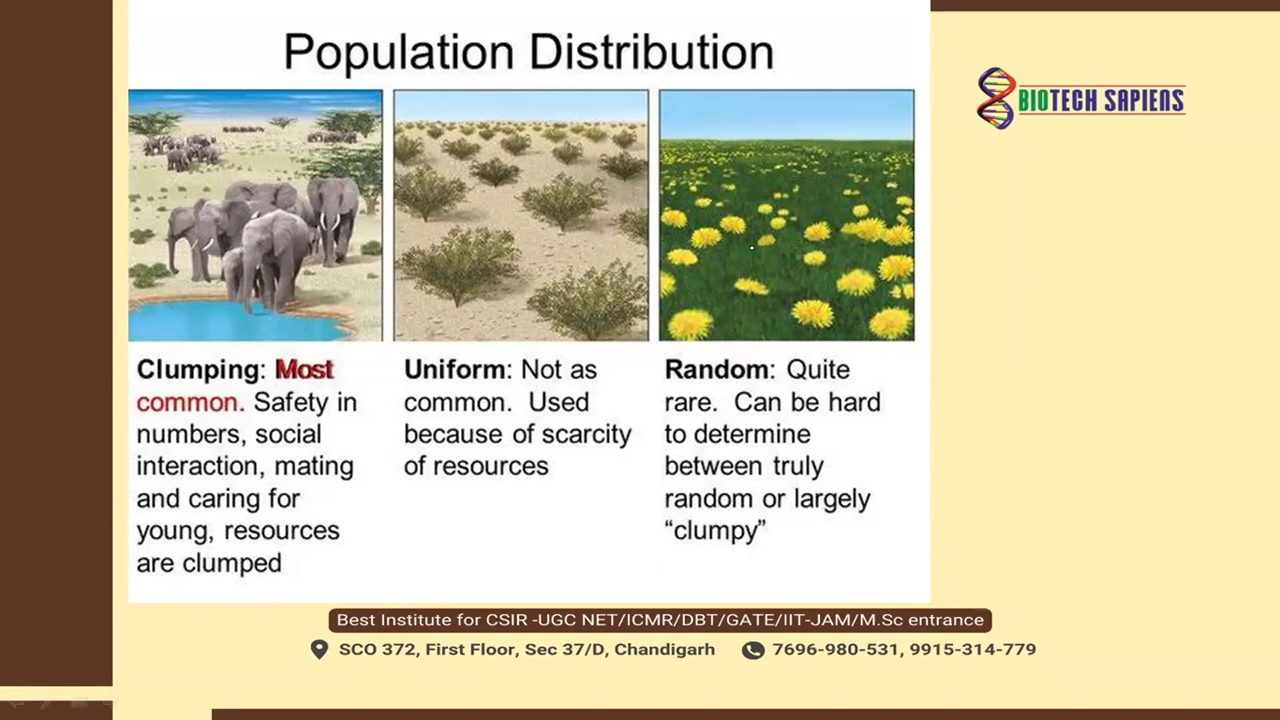 Population Distribution
BIOTECH SAPIENS
Clumping: Most
common. Safety in
numbers, social
interaction, mating
and caring for
young, resources
are clumped
Uniform: Not as
common. Used
because of scarcity
of resources
Random: Quite
rare. Can be hard
to determine
between truly
random or largely
“clumpy”
Best Institute for CSIR -UGC NET/ICMR/DBT/GATE/IIT-JAM/M.Sc entrance
SCO 372, First Floor, Sec 37/D, Chandigarh 7696-980-531, 9915-314-779